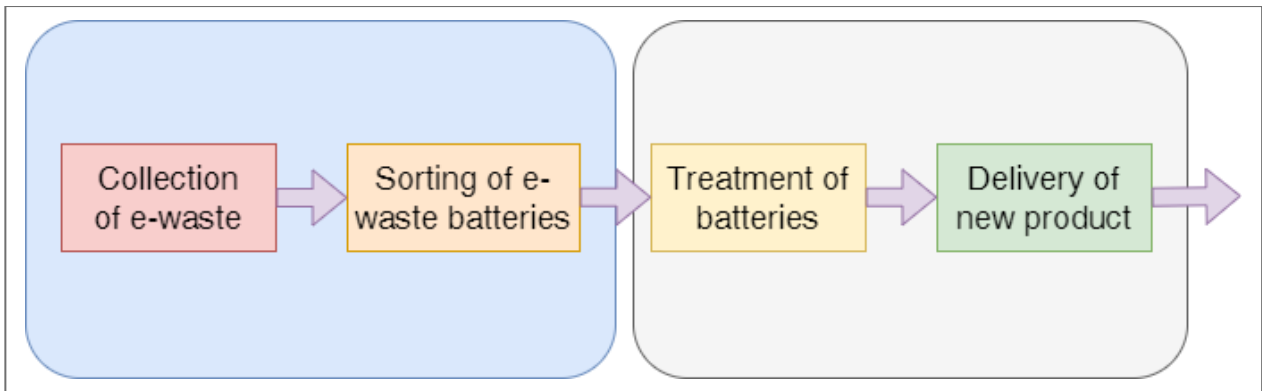 Collection
of e-waste
Sorting of e-
waste batteries
Treatment of
batteries
Delivery of
new product